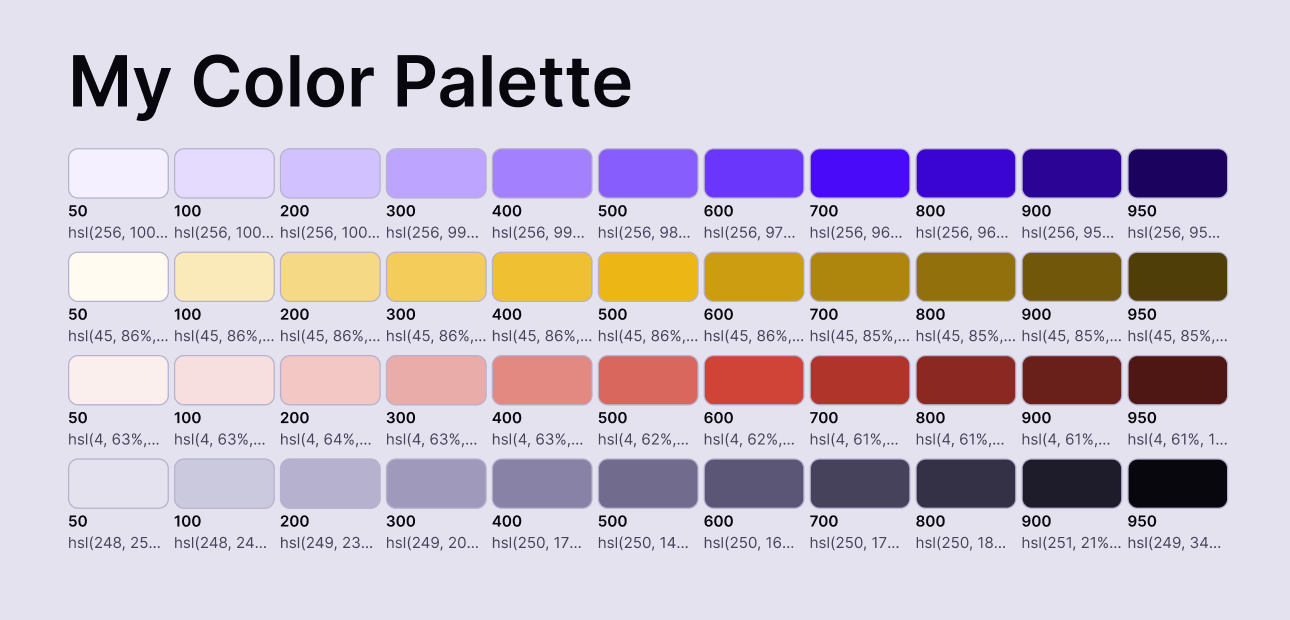 My Color Palette
50 100 200 300 400 500 600 700 800 900 950
hsl(256, 100... hsl(256, 100... hsl(256, 100... hsl(256, 99... hsl(256, 99... hsl(256, 98... hsl(256, 97... hsl(256, 96... hsl(256, 96... hsl(256, 95... hsl(256, 95...
50 100 200 300 400 500 600 700 800 900 950
hsl(45, 86%,... hsl(45, 86%,... hsl(45, 86%,... hsl(45, 86%,... hsl(45, 86%,... hsl(45, 86%,... hsl(45, 86%,... hsl(45, 85%,... hsl(45, 85%,... hsl(45, 85%,... hsl(45, 85%,...
50 100 200 300 400 500 600 700 800 900 950
hsl(4, 63%,... hsl(4, 63%,... hsl(4, 64%,... hsl(4, 63%,... hsl(4, 63%,... hsl(4, 62%,... hsl(4, 62%,... hsl(4, 61%,... hsl(4, 61%,... hsl(4, 61%,... hsl(4, 61%, 1...
50 100 200 300 400 500 600 700 800 900 950
hsl(248, 25... hsl(248, 24... hsl(249, 23... hsl(249, 20... hsl(250, 17... hsl(250, 14... hsl(250, 16... hsl(250, 17... hsl(250, 18... hsl(251, 21%... hsl(249, 34...